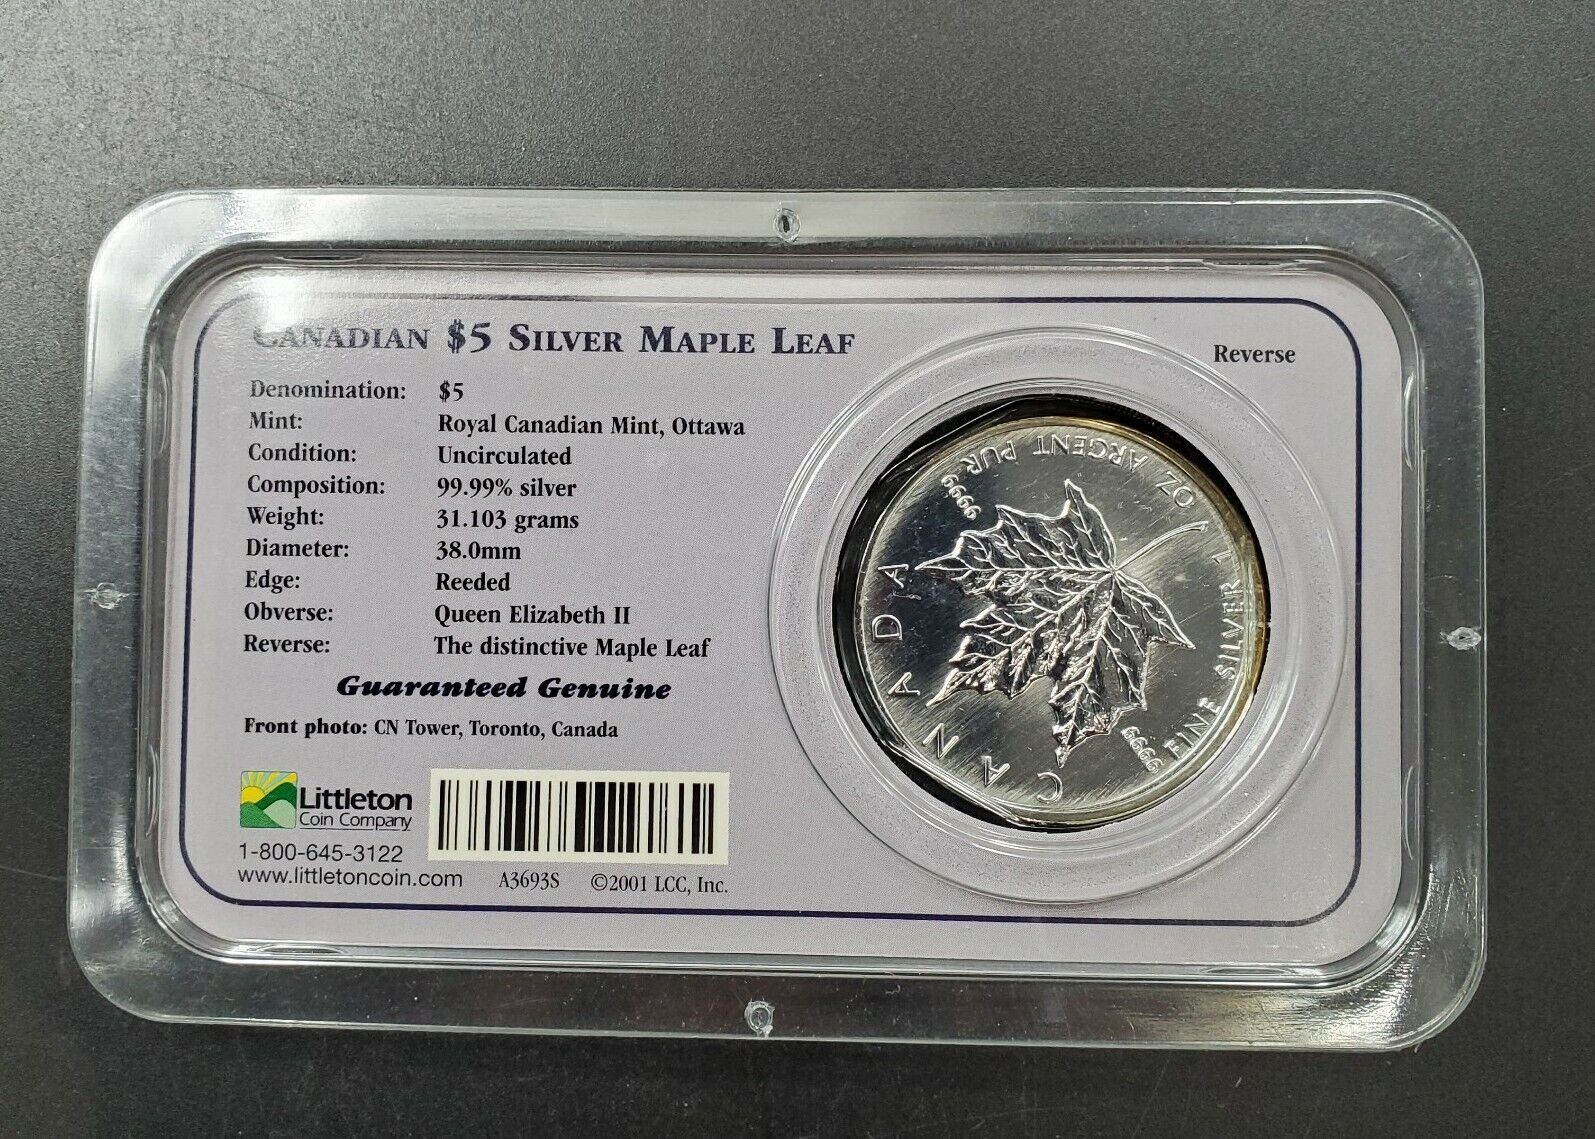 CANADIAN $5 SILVER MAPLE LEAF
Reverse
Denomination: $5
Mint: Royal Canadian Mint, Ottawa
Condition: Uncirculated
Composition: 99.99% silver
Weight: 31.103 grams
Diameter: 38.0mm
Edge: Reeded
Obverse: Queen Elizabeth II
Reverse: The distinctive Maple Leaf
Guaranteed Genuine
Front photo: CN Tower, Toronto, Canada
Littleton
Coin Company
1-800-645-3122
www.littletoncoin.com
A3693S ©2001 LCC, Inc.
CANADA
9999
9999
FINE SILVER 1 OZ ARGENT PUR